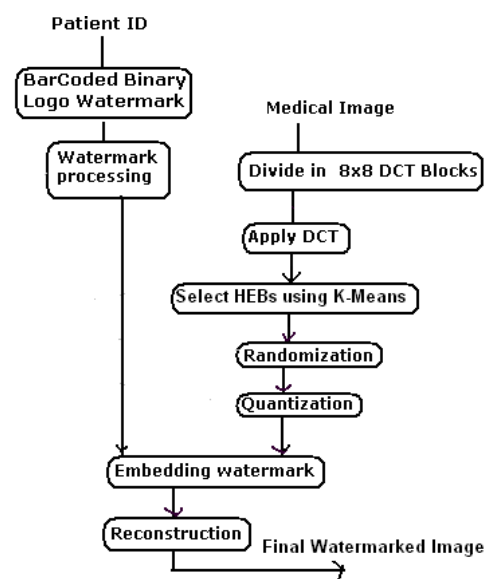 Patient ID
BarCoded Binary
Logo Watermark
Watermark
processing
Medical Image
Divide in 8x8 DCT Blocks
Apply DCT
Select HEBs using K-Means
Randomization
Quantization
Embedding watermark
Reconstruction
Final Watermarked Image